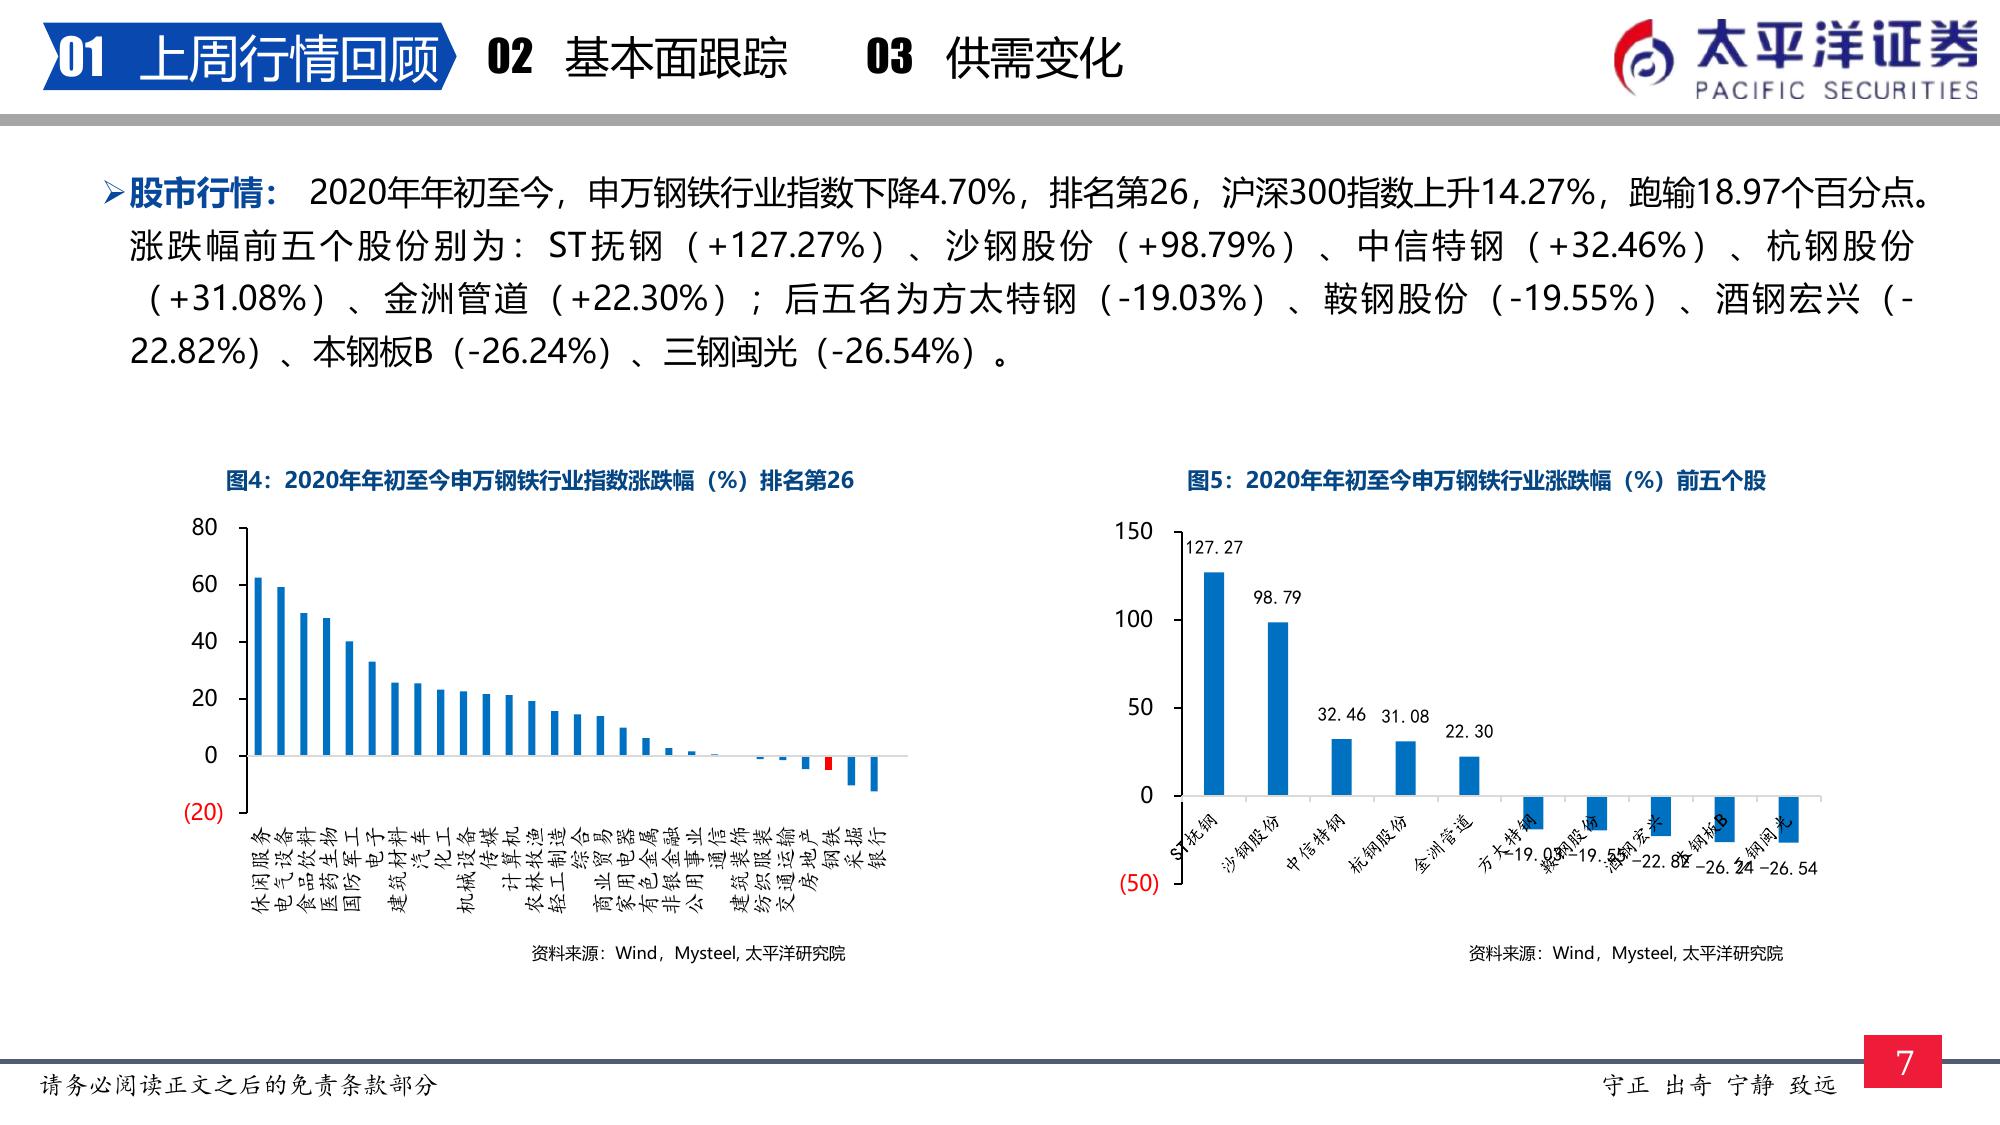 01 上周行情回顾 02 基本面跟踪 03 供需变化
太平洋证券
PACIFIC SECURITIES
➢股市行情： 2020年年初至今，申万钢铁行业指数下降4.70%，排名第26，沪深300指数上升14.27%，跑输18.97个百分点。
涨跌幅前五个股份别为：ST抚钢（+127.27%）、沙钢股份（+98.79%）、中信特钢（+32.46%）、杭钢股份
（+31.08%）、金洲管道（+22.30%）；后五名为方太特钢（-19.03%）、鞍钢股份（-19.55%）、酒钢宏兴（-
22.82%）、本钢板B（-26.24%）、三钢闽光（-26.54%）。
图4：2020年年初至今申万钢铁行业指数涨跌幅（%）排名第26
80
60
40
20
0
(20)
休闲服务
电气设备
食品饮料
医药生物
国防军工
电子
建筑材料
汽车
化工
机械设备
传媒
计算机
农林牧渔
轻工制造
综合
商业贸易
家用电器
有色金属
非银金融
公用事业
通信
建筑装饰
纺织服装
交通运输
房地产
钢铁
采掘
银行
资料来源：Wind，Mysteel, 太平洋研究院
图5：2020年年初至今申万钢铁行业涨跌幅（%）前五个股
150
100
50
0
(50)
127.27
98.79
32.46
31.08
22.30
-19.03
-19.55
-22.82
-26.24
-26.54
ST抚钢
沙钢股份
中信特钢
杭钢股份
金洲管道
方大特钢
鞍钢股份
酒钢宏兴
本钢板B
三钢闽光
资料来源：Wind，Mysteel, 太平洋研究院
请务必阅读正文之后的免责条款部分
守正 出奇 宁静 致远
7